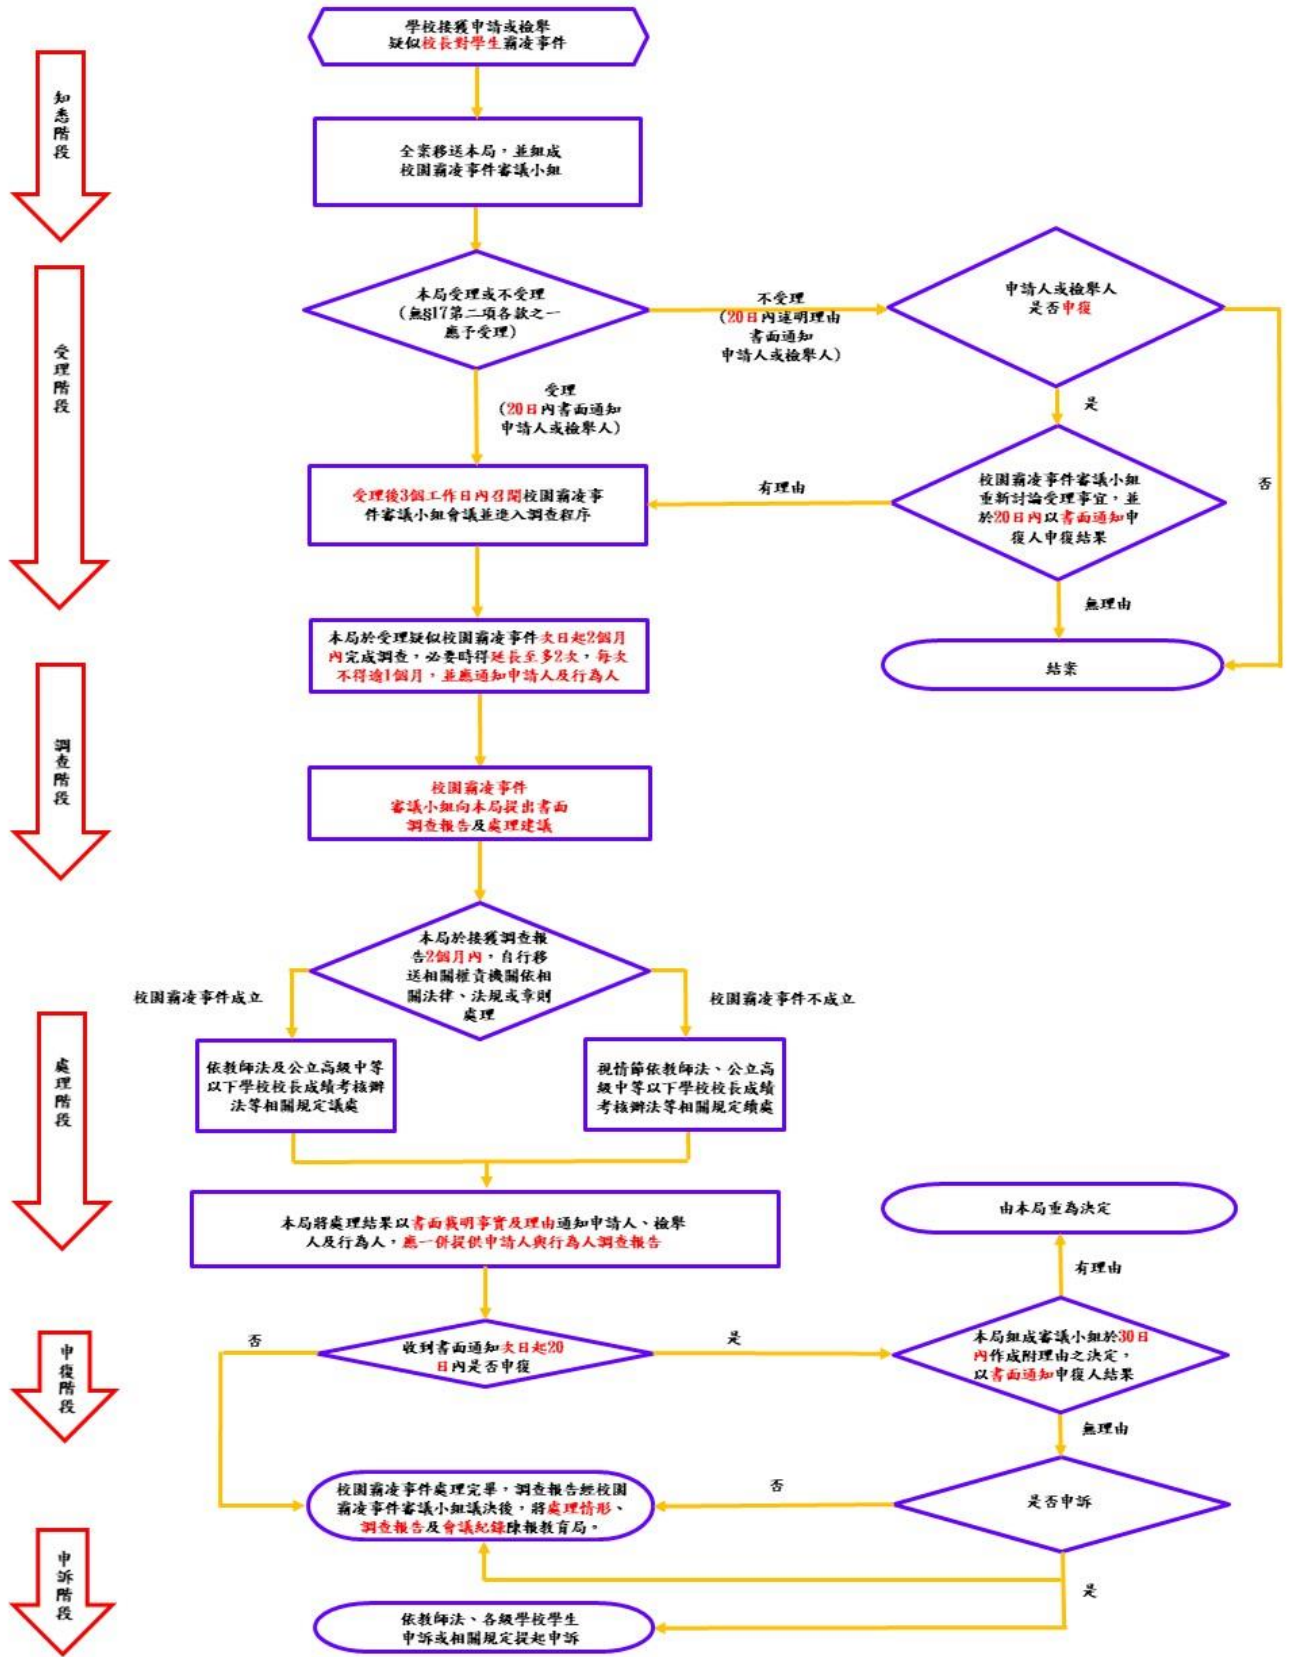 學校接獲申請或檢舉
疑似校長對學生霸凌事件
知悉階段
全案移送本局，並組成
校園霸凌事件審議小組
受理階段
本局受理或不受理
(無§17第二項各款之一
應予受理)
不受理
(20日內述明理由
書面通知
申請人或檢舉人)
申請人或檢舉人
是否申復
受理
(20日內書面通知
申請人或檢舉人)
是
否
受理後3個工作日內召開校園霸凌事
件審議小組會議並進入調查程序
有理由
校園霸凌事件審議小組
重新討論受理事宜，並
於20日內以書面通知申
復人申復結果
無理由
結案
調查階段
本局於受理疑似校園霸凌事件次日起2個月
內完成調查，必要時得延長至多2次，每次
不得逾1個月，並應通知申請人及行為人
校園霸凌事件
審議小組向本局提出書面
調查報告及處理建議
處理階段
本局於接獲調查報
告2個月內，自行移
送相關權責機關依相
關法律、法規或章則
處理
校園霸凌事件成立
校園霸凌事件不成立
依教師法及公立高級中等
以下學校校長成績考核辦
法等相關規定議處
視情節依教師法、公立高
級中等以下學校校長成績
考核辦法等相關規定續處
本局將處理結果以書面載明事實及理由通知申請人、檢舉
人及行為人，應一併提供申請人與行為人調查報告
由本局重為決定
有理由
申復階段
否
收到書面通知次日起20
日內是否申復
是
本局組成審議小組於30日
內作成附理由之決定，
以書面通知申復人結果
無理由
校園霸凌事件處理完畢，調查報告經校園
霸凌事件審議小組議決後，將處理情形、
調查報告及會議紀錄陳報教育局。
否
是否申訴
申訴階段
是
依教師法、各級學校學生
申訴或相關規定提起申訴